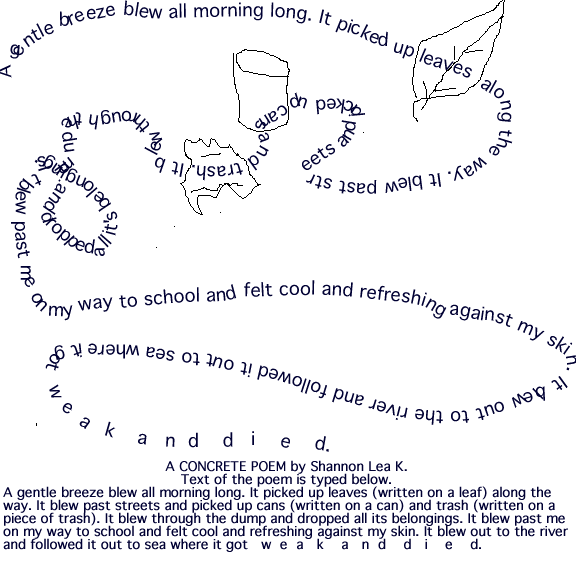 A gentle breeze blew all morning long. It picked up leaves along the way. It blew past streets and picked up cans and trash. It blew through the dump and dropped all it's belongings. It blew past me on my way to school and felt cool and refreshing against my skin. It blew out to the river and followed it out to sea where it got w e a k a n d d i e d.
A CONCRETE POEM by Shannon Lea K.
Text of the poem is typed below.
A gentle breeze blew all morning long. It picked up leaves (written on a leaf) along the
way. It blew past streets and picked up cans (written on a can) and trash (written on a
piece of trash). It blew through the dump and dropped all its belongings. It blew past me
on my way to school and felt cool and refreshing against my skin. It blew out to the river
and followed it out to sea where it got w e a k a n d d i e d.